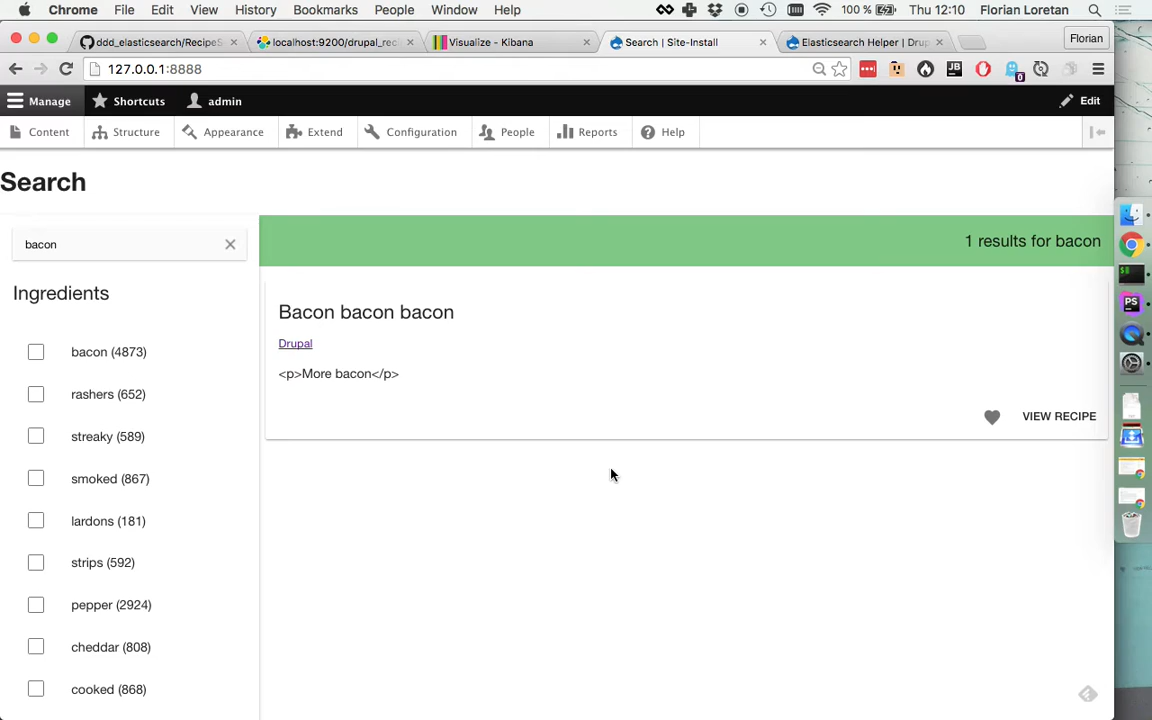 Chrome File Edit View History Bookmarks People Window Help 100 % Thu 12:10 Florian Loretan
ddd_elasticsearch/RecipeS localhost:9200/drupal_reci Visualize - Kibana Search | Site-Install Elasticsearch Helper | Drup Florian
127.0.0.1:8888
Manage Shortcuts admin Edit
Content Structure Appearance Extend Configuration People Reports Help
Search
bacon
1 results for bacon
Ingredients
Bacon bacon bacon
Drupal
<p>More bacon</p>
VIEW RECIPE
bacon (4873)
rashers (652)
streaky (589)
smoked (867)
lardons (181)
strips (592)
pepper (2924)
cheddar (808)
cooked (868)